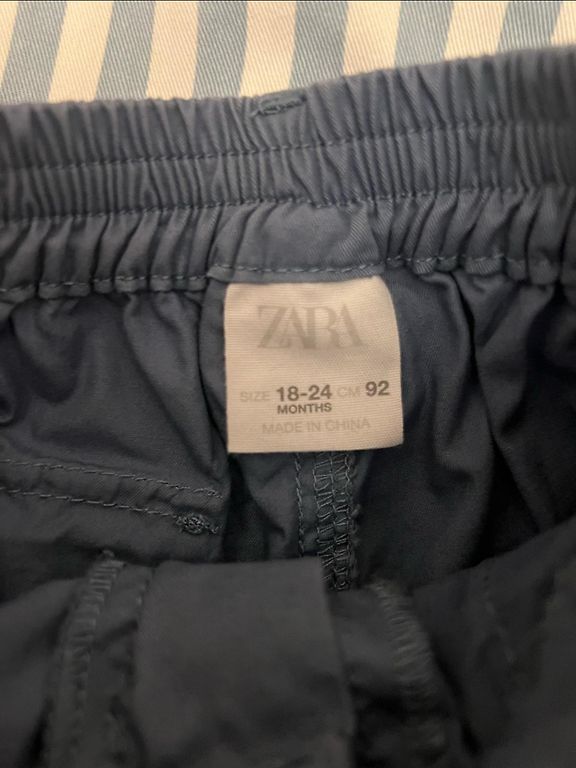 ZARA
SIZE 18-24 CM 92
MONTHS
MADE IN CHINA